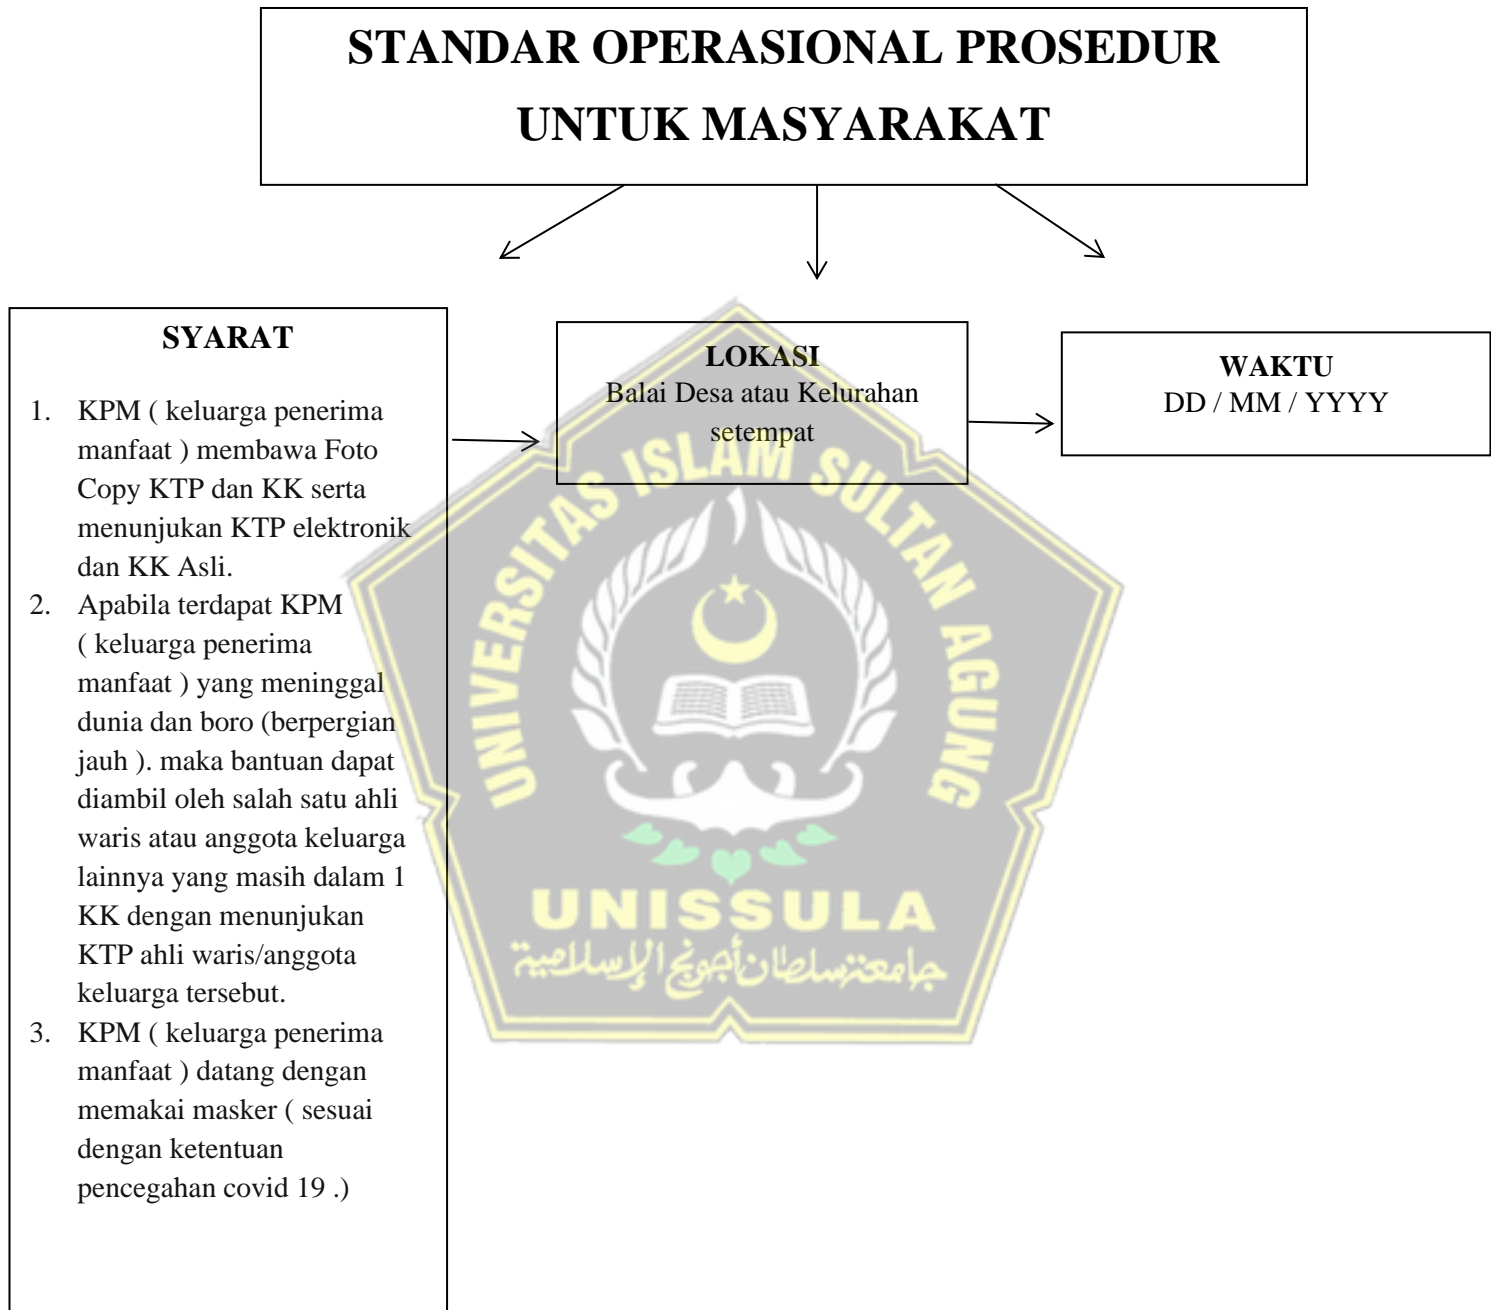 STANDAR OPERASIONAL PROSEDUR
UNTUK MASYARAKAT
SYARAT
1. KPM ( keluarga penerima
manfaat ) membawa Foto
Copy KTP dan KK serta
menunjukan KTP elektronik
dan KK Asli.
2. Apabila terdapat KPM
( keluarga penerima
manfaat ) yang meninggal
dunia dan boro (berpergian
jauh ). maka bantuan dapat
diambil oleh salah satu ahli
waris atau anggota keluarga
lainnya yang masih dalam 1
KK dengan menunjukan
KTP ahli waris/anggota
keluarga tersebut.
3. KPM ( keluarga penerima
manfaat ) datang dengan
memakai masker ( sesuai
dengan ketentuan
pencegahan covid 19 .)
LOKASI
Balai Desa atau Kelurahan
setempat
WAKTU
DD / MM / YYYY
UNIVERSITAS ISLAM SULTAN AGUNG
UNISSULA
جامعتنسلطان أجونج الإسلامية